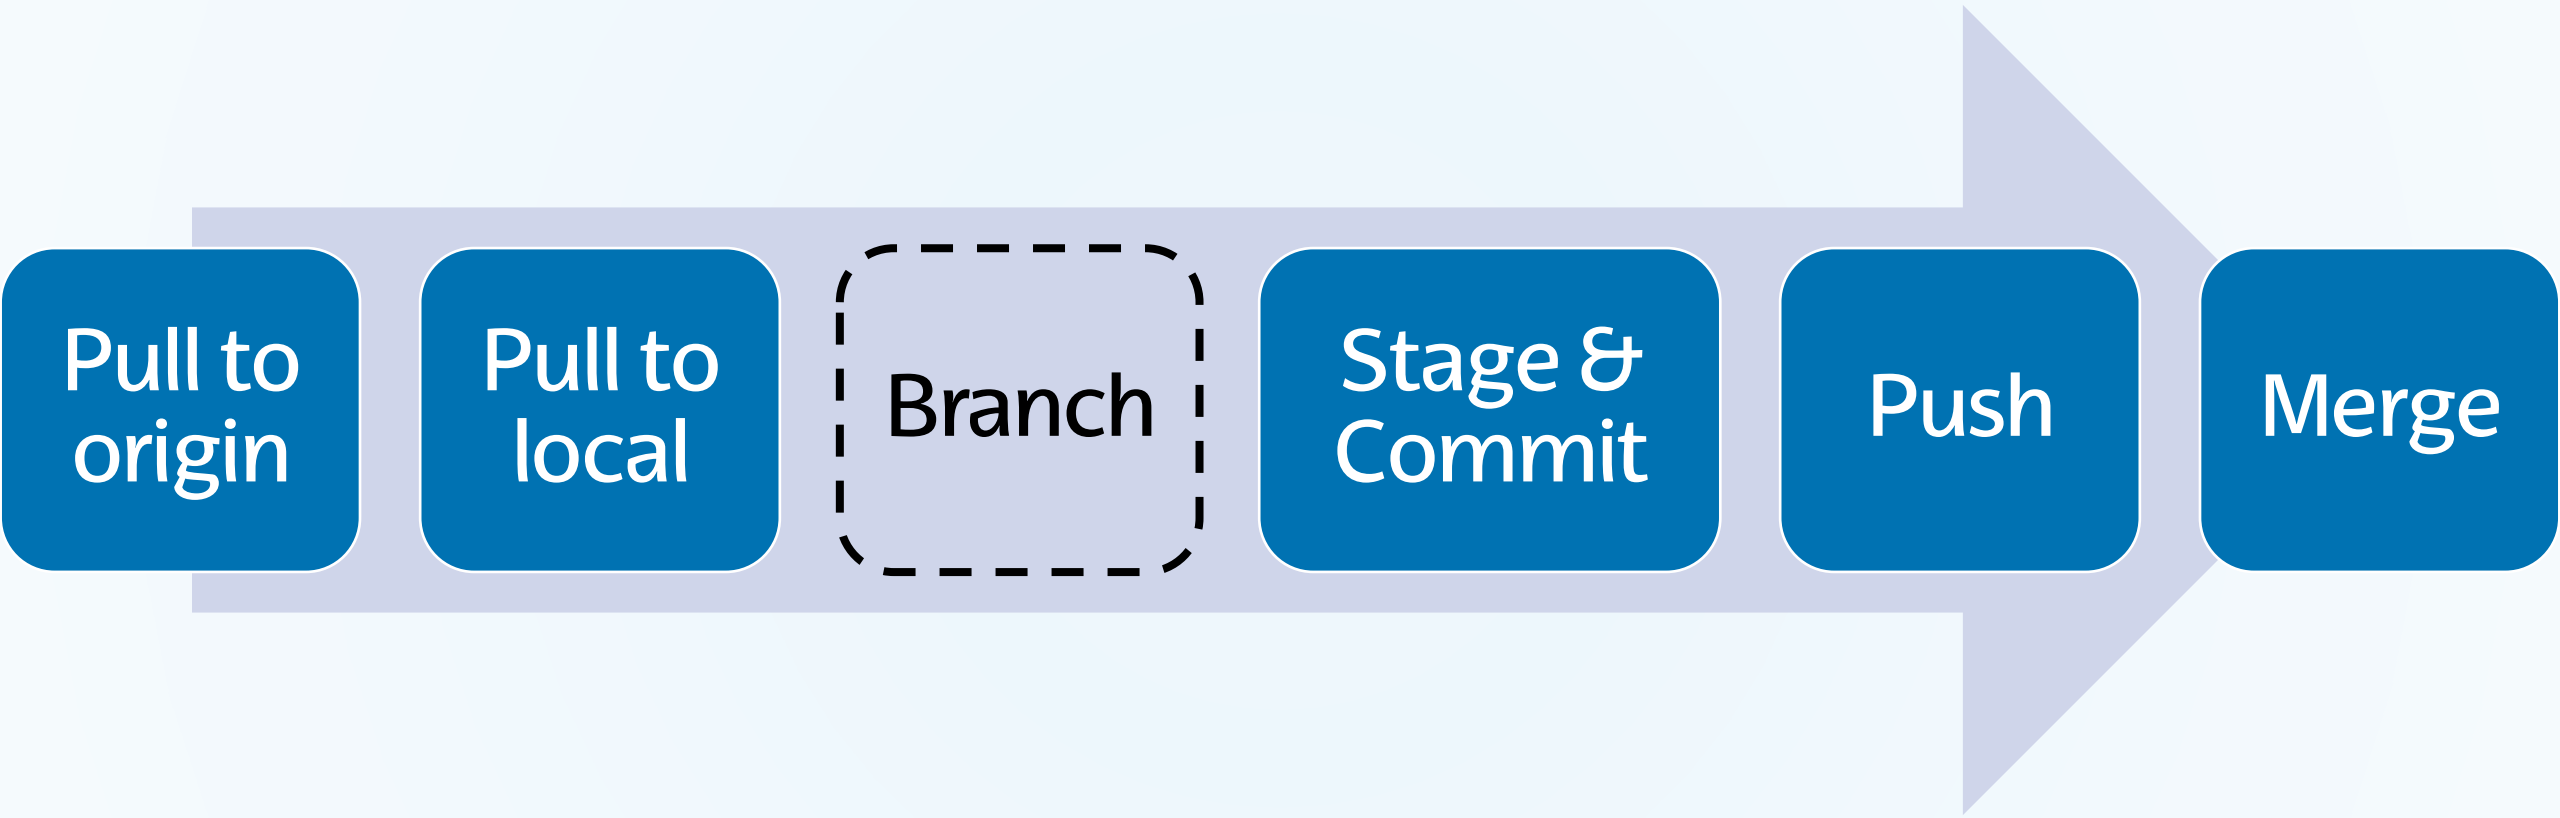 Pull to
origin
Pull to
local
Branch
Stage &
Commit
Push
Merge